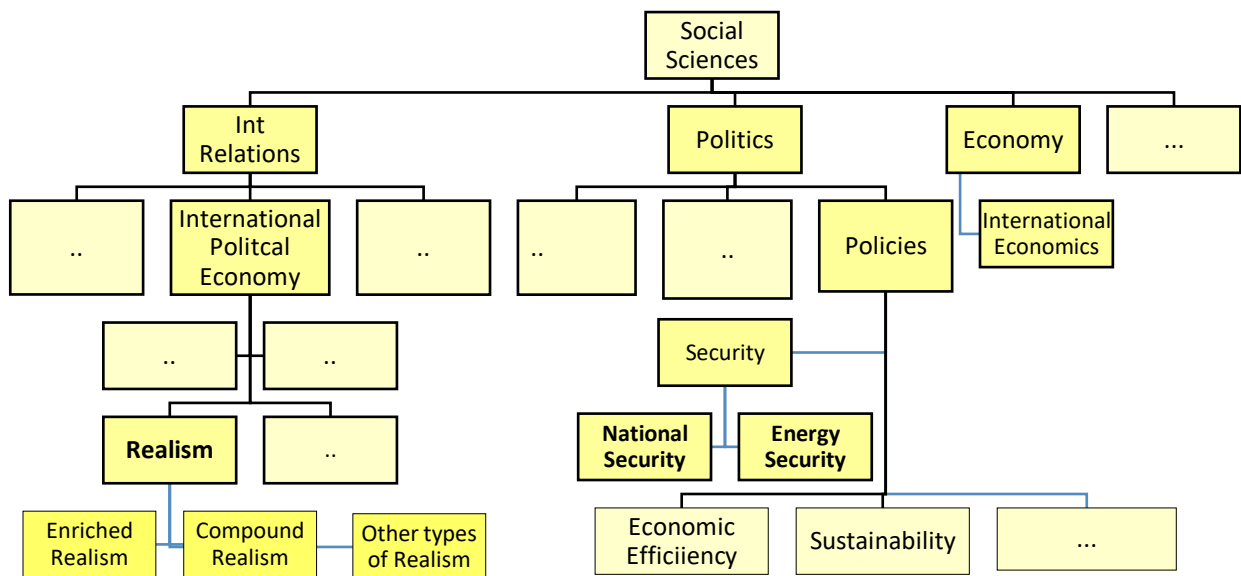 Social
Sciences
Int
Relations
Politics
Economy
...
..
International
Politcal
Economy
..
..
..
Policies
International
Economics
..
..
Security
Realism
..
National
Security
Energy
Security
Enriched
Realism
Compound
Realism
Other types
of Realism
Economic
Efficiiency
Sustainability
...